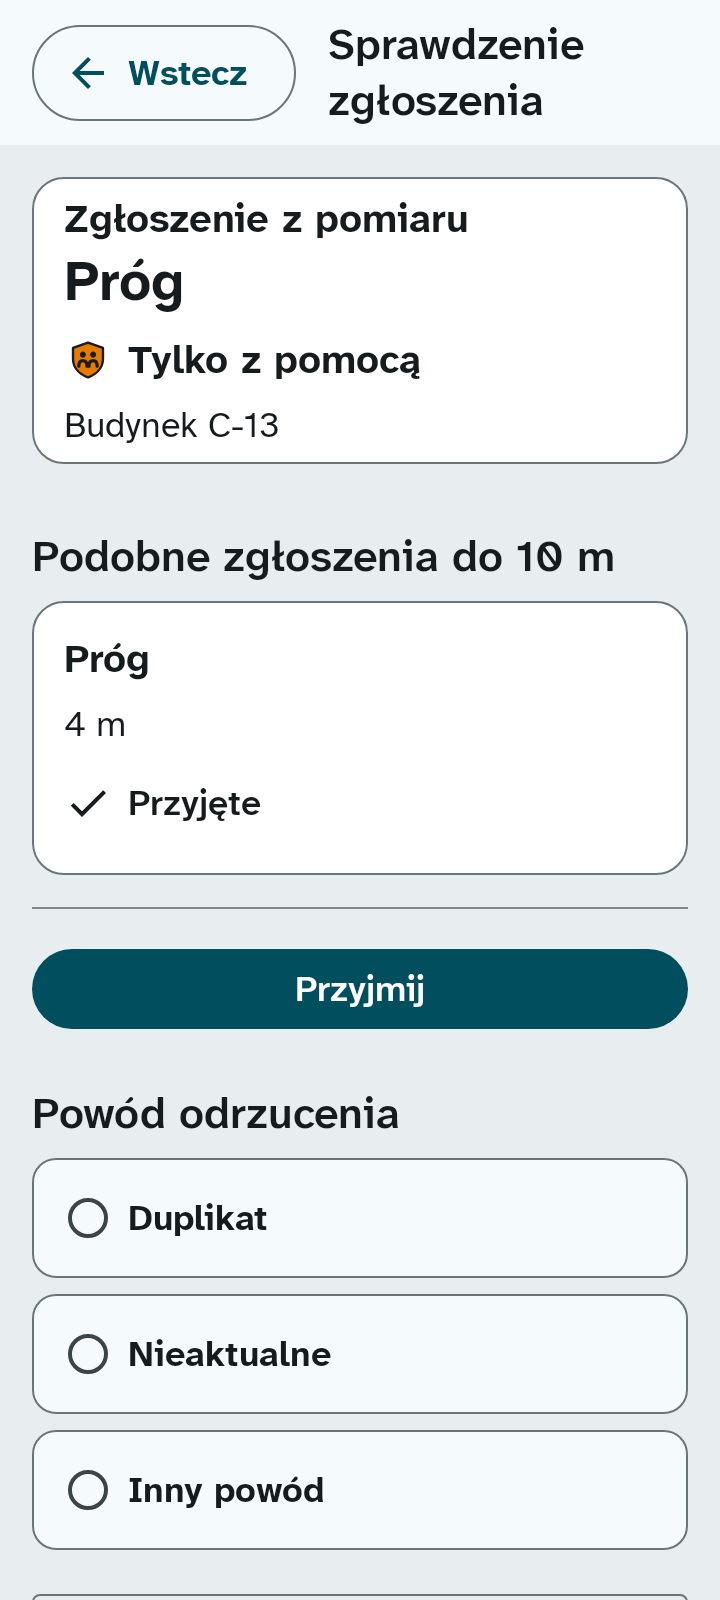 Wstecz
Sprawdzenie
zgłoszenia
Zgłoszenie z pomiaru
Próg
Tylko z pomocą
Budynek C-13
Podobne zgłoszenia do 10 m
Próg
4 m
Przyjęte
Przyjmij
Powód odrzucenia
Duplikat
Nieaktualne
Inny powód